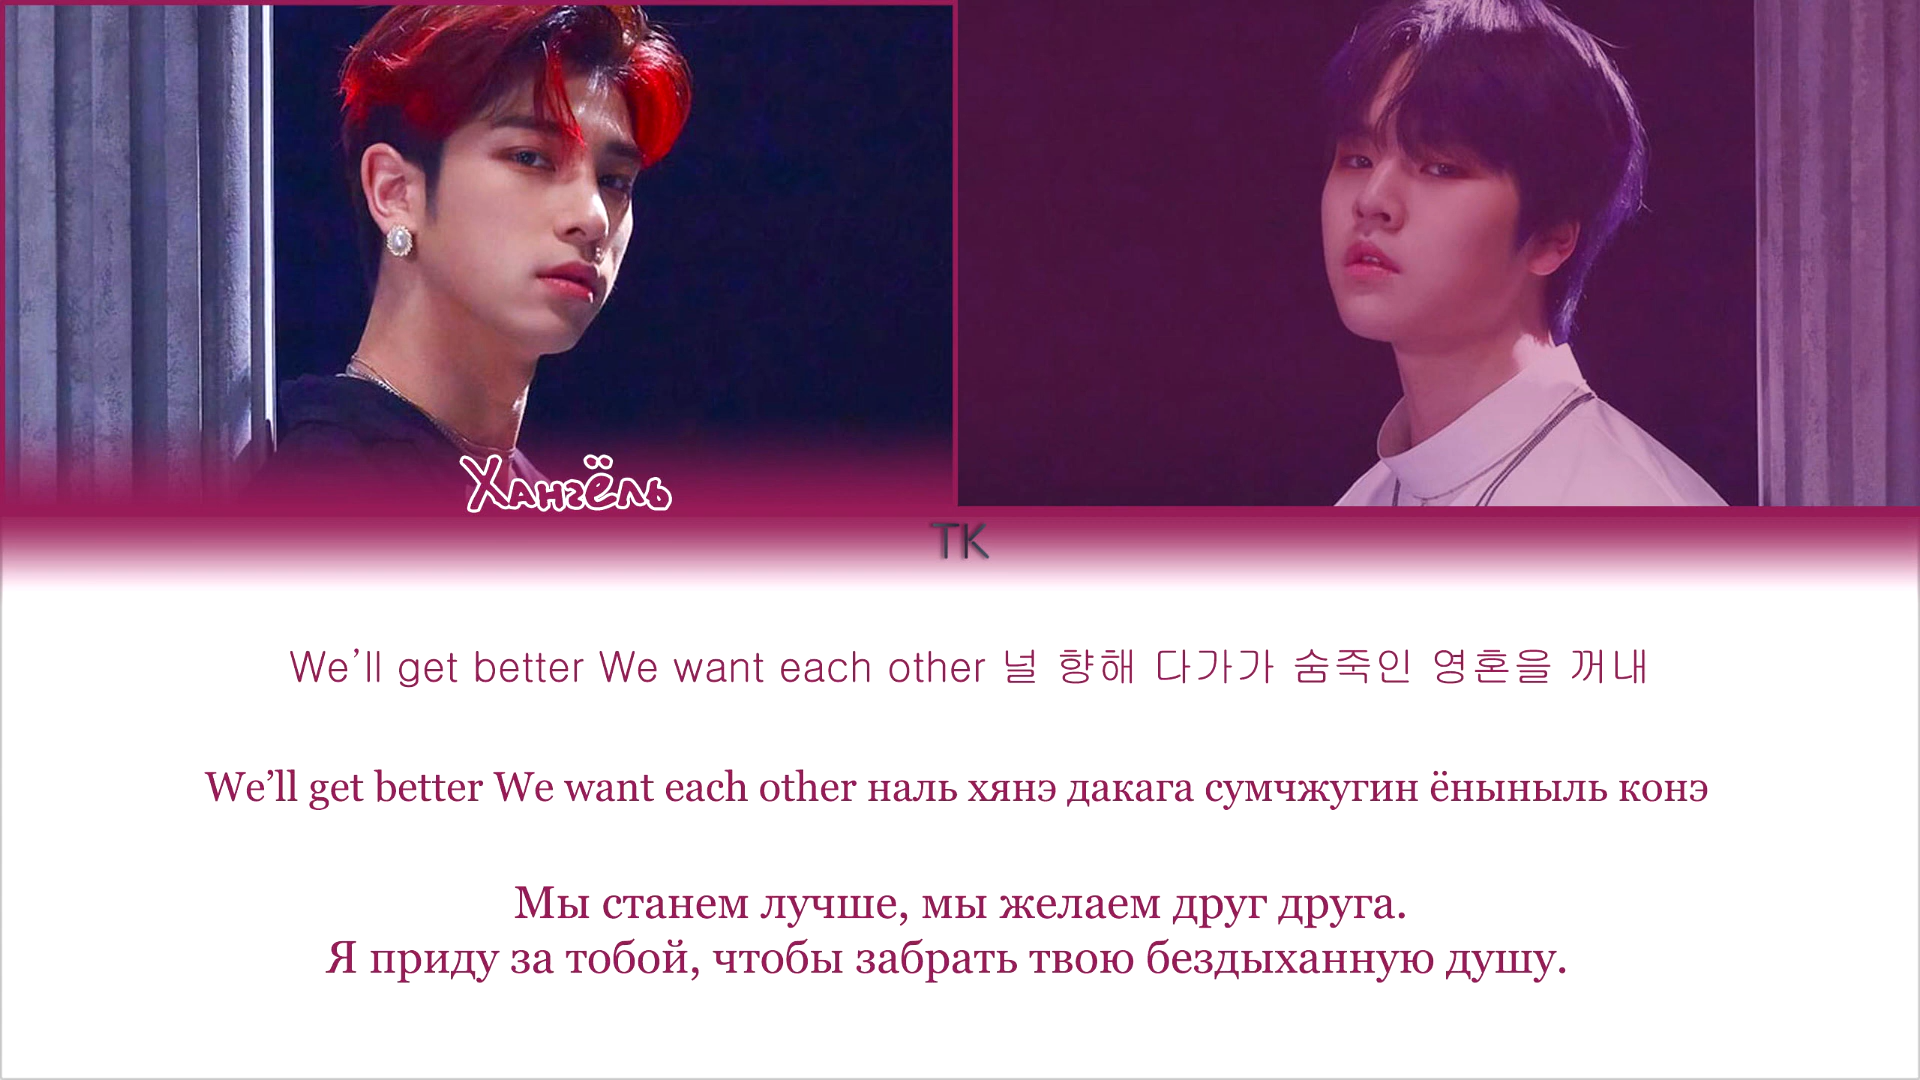 Хангёль
TK
We’ll get better We want each other 널 향해 다가가 숨죽인 영혼을 꺼내
We’ll get better We want each other наль хянэ дакага сумчжугин ёныныль конэ
Мы станем лучше, мы желаем друг друга.
Я приду за тобой, чтобы забрать твою бездыханную душу.